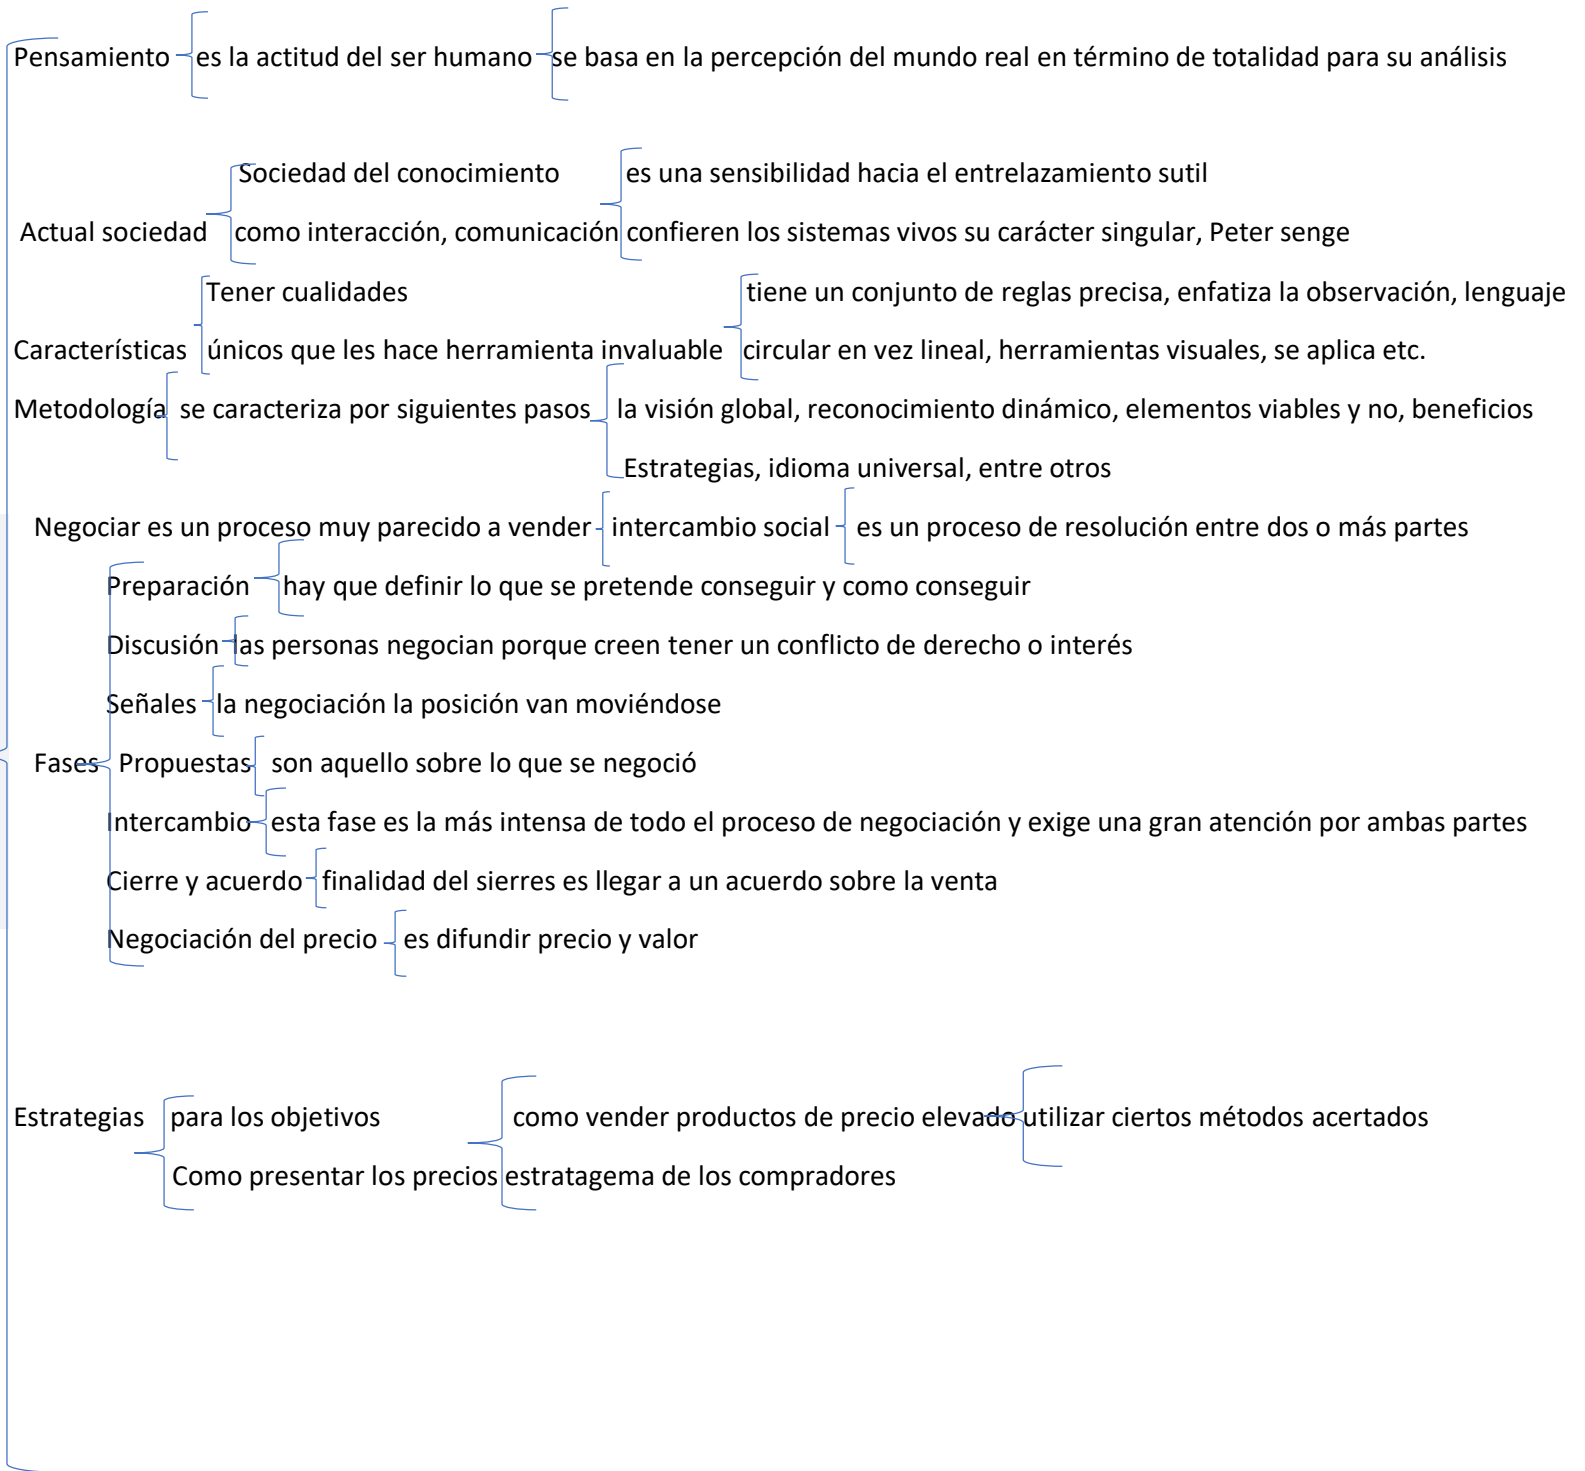 Pensamiento es la actitud del ser humano se basa en la percepción del mundo real en término de totalidad para su análisis
Sociedad del conocimiento es una sensibilidad hacia el entrelazamiento sutil
Actual sociedad como interacción, comunicación confieren los sistemas vivos su carácter singular, Peter senge
Tener cualidades tiene un conjunto de reglas precisa, enfatiza la observación, lenguaje
Características únicos que les hace herramienta invaluable circular en vez lineal, herramientas visuales, se aplica etc.
Metodología se caracteriza por siguientes pasos la visión global, reconocimiento dinámico, elementos viables y no, beneficios
Estrategias, idioma universal, entre otros
Negociar es un proceso muy parecido a vender intercambio social es un proceso de resolución entre dos o más partes
Preparación hay que definir lo que se pretende conseguir y como conseguir
Discusión las personas negocian porque creen tener un conflicto de derecho o interés
Señales la negociación la posición van moviéndose
Fases Propuestas son aquello sobre lo que se negoció
Intercambio esta fase es la más intensa de todo el proceso de negociación y exige una gran atención por ambas partes
Cierre y acuerdo finalidad del sierres es llegar a un acuerdo sobre la venta
Negociación del precio es difundir precio y valor
Estrategias para los objetivos como vender productos de precio elevado utilizar ciertos métodos acertados
Como presentar los precios estratagema de los compradores